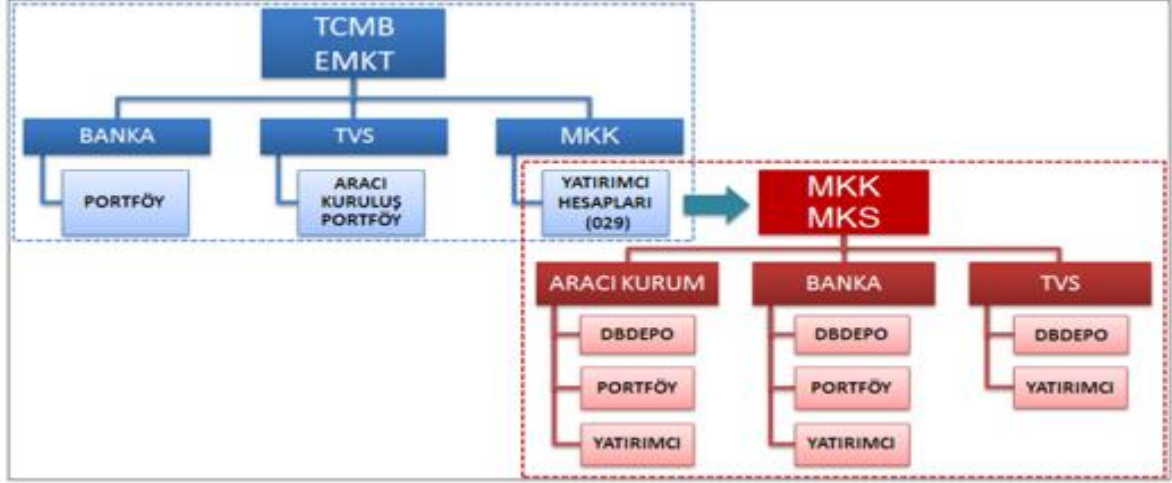 TCMB
EMKT
BANKA
TVS
MKK
PORTFÖY
ARACI
KURULUŞ
PORTFÖY
YATIRIMCI
HESAPLARI
(029)
MKK
MKS
ARACI KURUM
BANKA
TVS
DBDEPO
DBDEPO
DBDEPO
PORTFÖY
PORTFÖY
YATIRIMCI
YATIRIMCI
YATIRIMCI